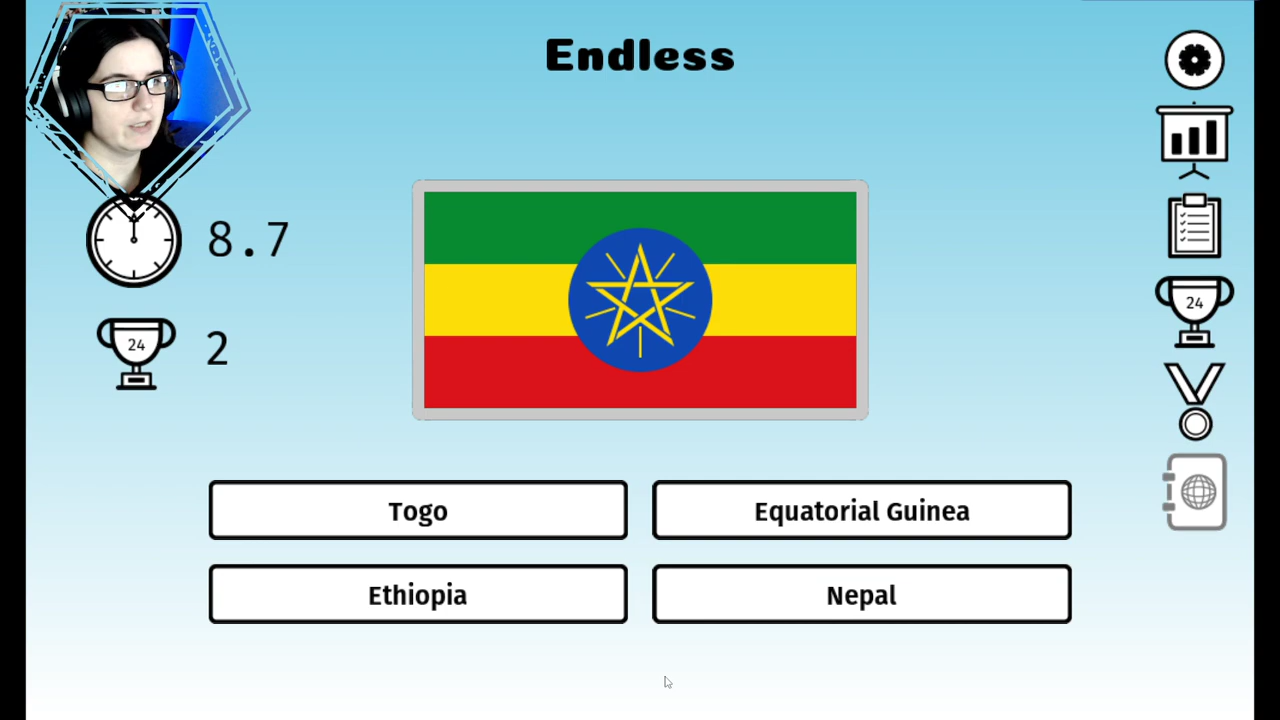 Endless
8.7
24
2
24
Togo
Equatorial Guinea
Ethiopia
Nepal